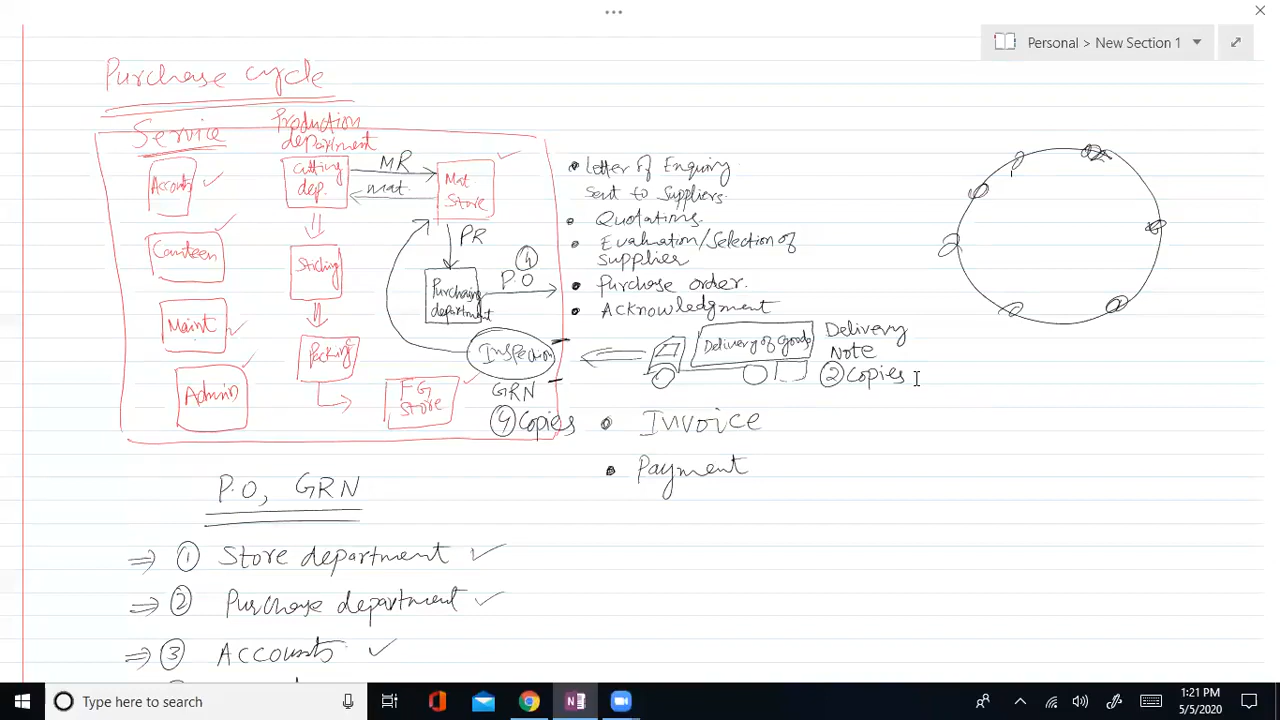 Personal > New Section 1
Purchase cycle
Service
Production
department
Accouts
Canteen
Maint
Admin
Cutting
dep.
MR
mat.
Mat
Store
Stiching
Packing
FG
Store
PR
Purchaing
department
P.O
4
Inspection
GRN
4 Copies
• Letter of Enquiry
Sent to Suppliers.
• Quotations.
• Evaluation/Selection of
supplier
• Purchase order.
• Acknowledgment
Delivery of goods
Delivery
Note
2 Copies
• Invoice
• Payment
P.O, GRN
⇒ 1 Store department ✓
⇒ 2 Purchase department ✓
⇒ 3 Accounts ✓
Type here to search
1:21 PM
5/5/2020